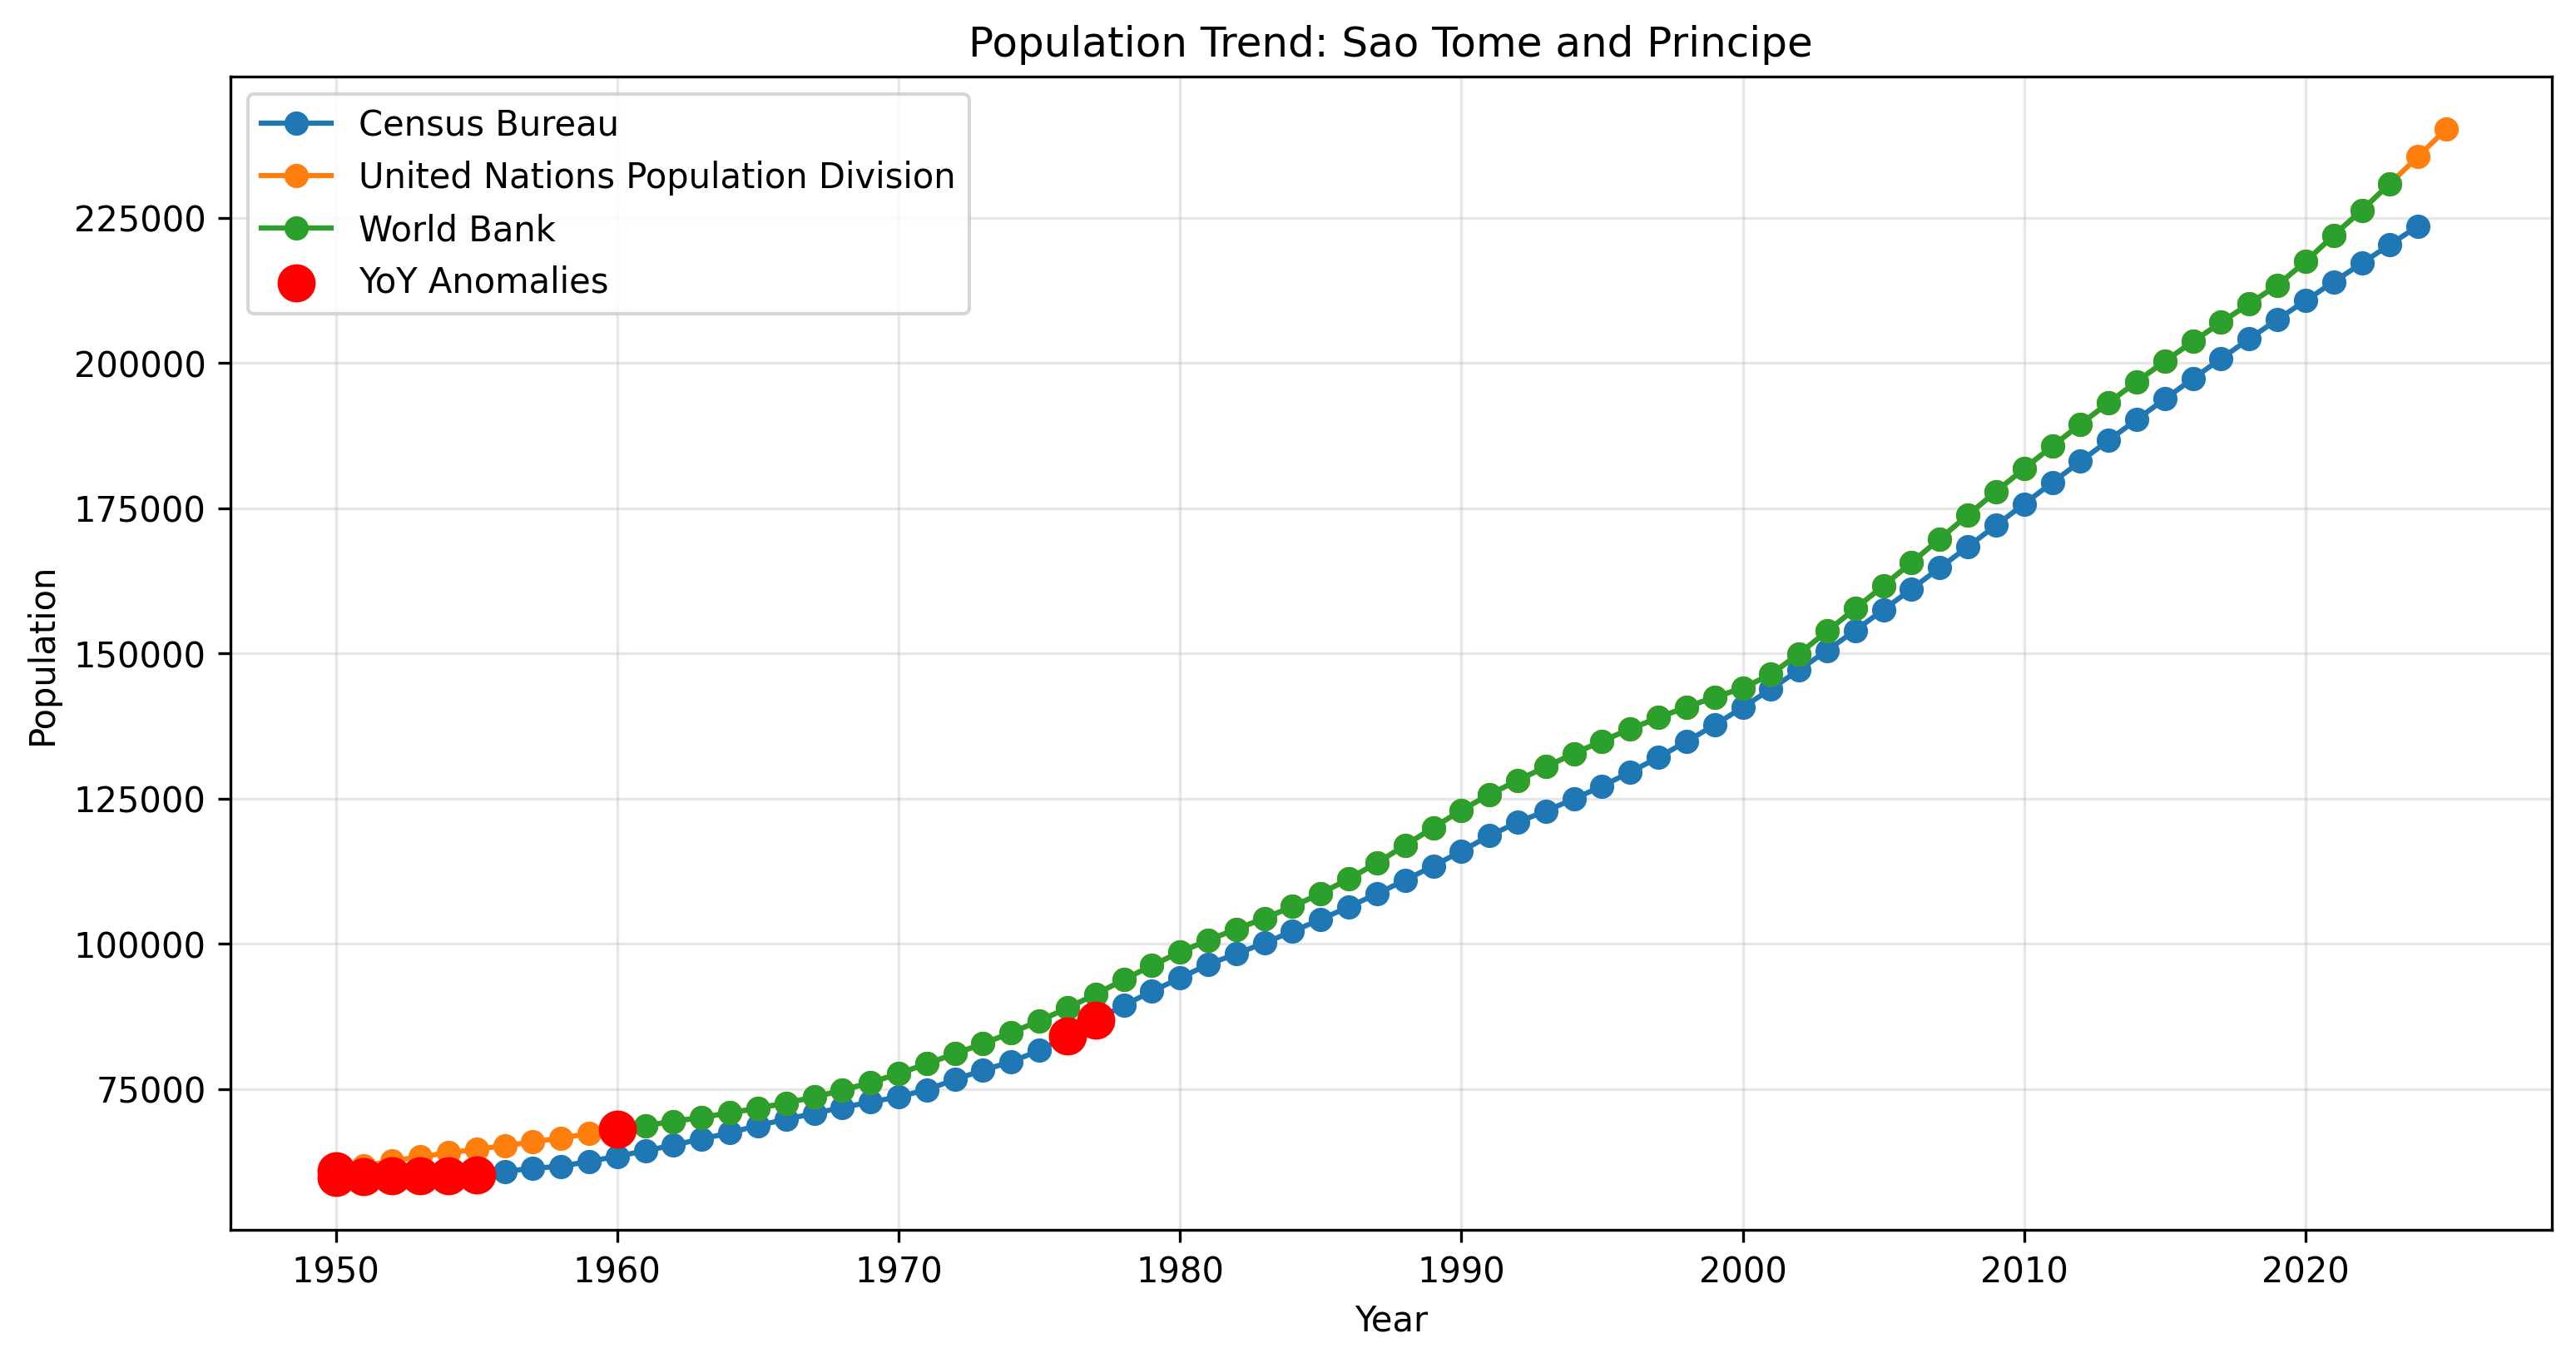 Population Trend: Sao Tome and Principe
Census Bureau
United Nations Population Division
World Bank
YoY Anomalies
225000
200000
175000
150000
125000
100000
75000
Population
1950 1960 1970 1980 1990 2000 2010 2020
Year